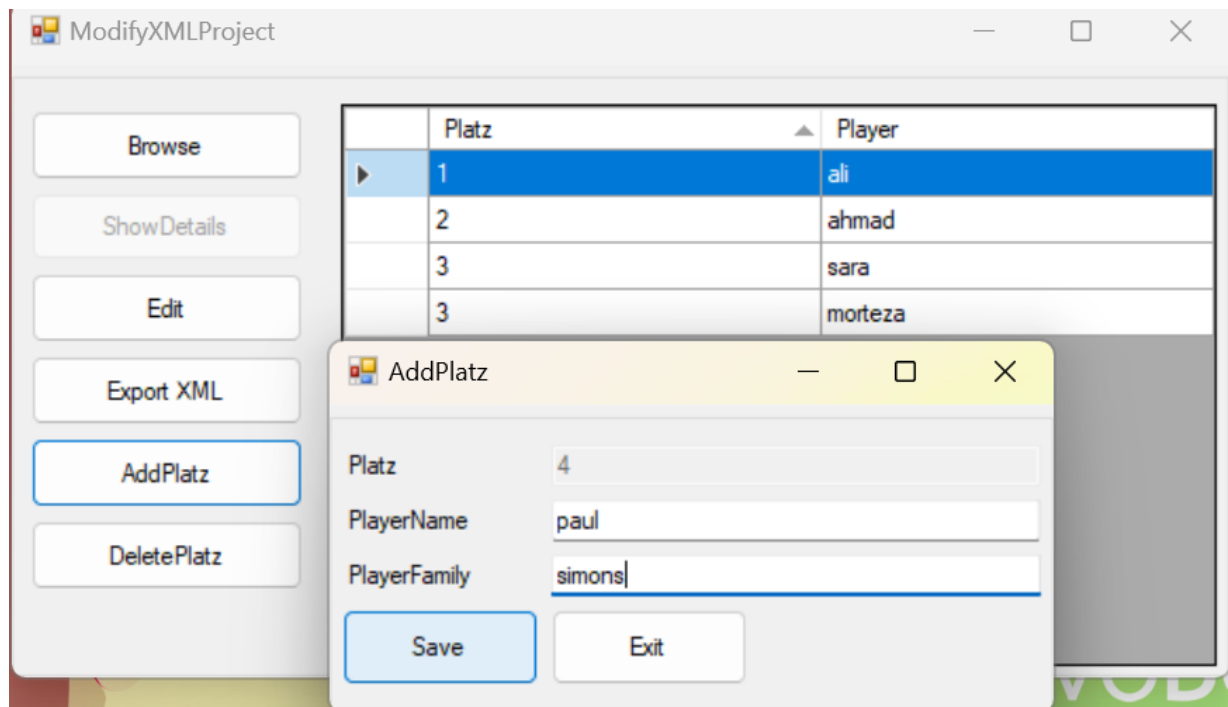 ModifyXMLProject
Browse
ShowDetails
Edit
Export XML
AddPlatz
DeletePlatz
Platz Player
1 ali
2 ahmad
3 sara
3 morteza
AddPlatz
Platz 4
PlayerName paul
PlayerFamily simons
Save Exit